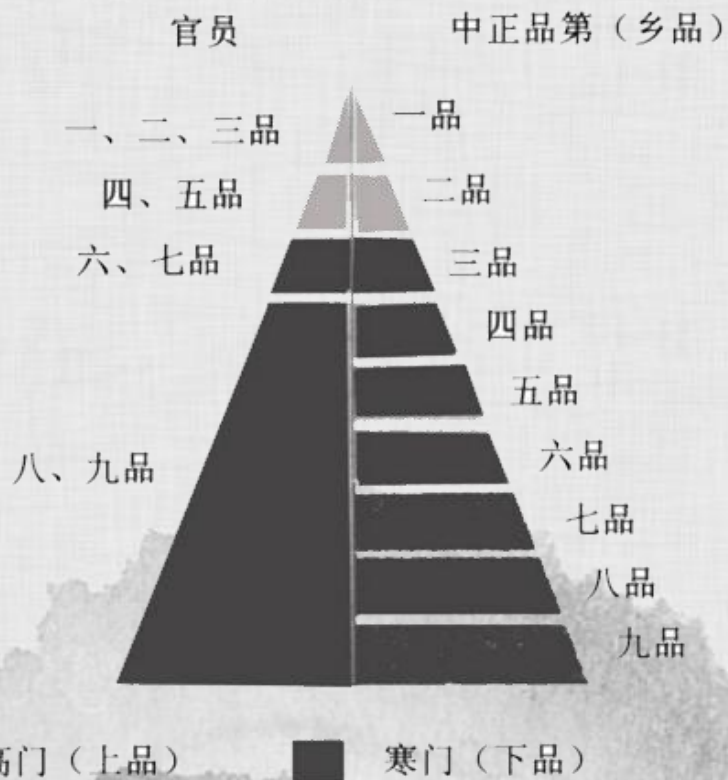 官员 中正品第（乡品）
一、二、三品 一品
四、五品 二品
六、七品 三品
四品
五品
八、九品 六品
七品
八品
九品
高门（上品） 寒门（下品）